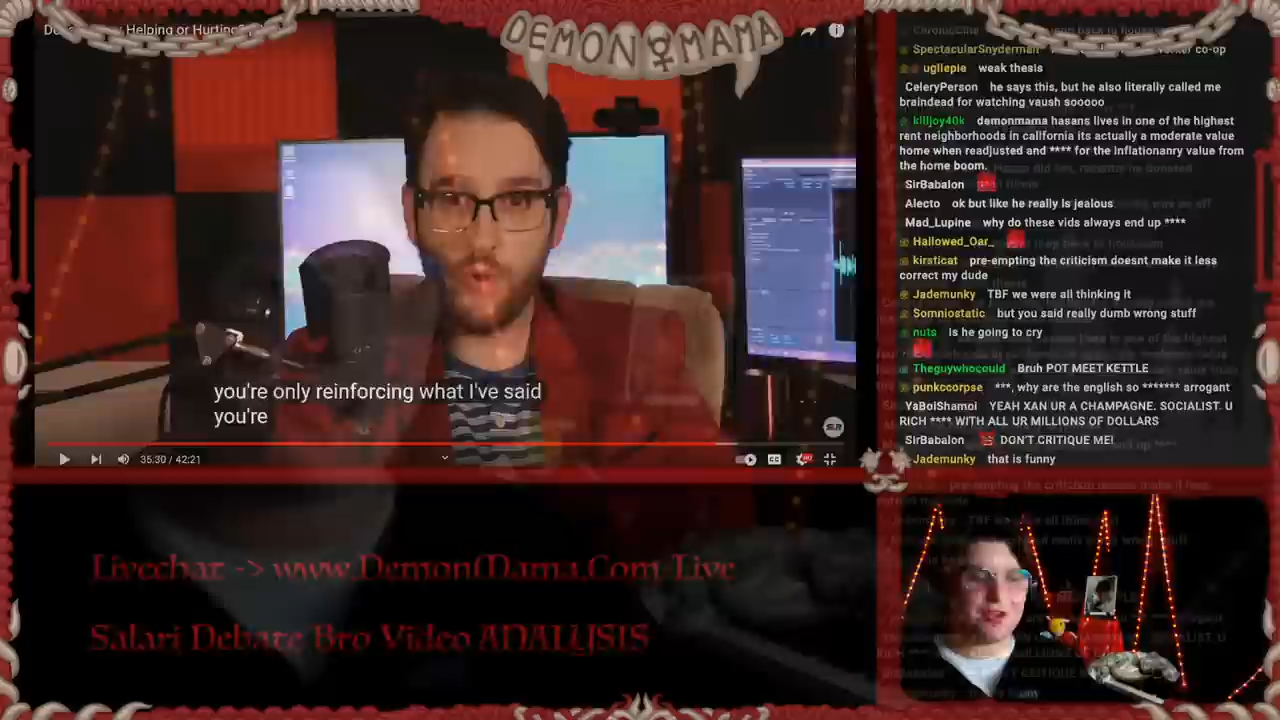 DEMON MAMA
Helping or Hurting
you're only reinforcing what I've said
you're
35:30 / 42:21
SpectacularSnyderman
co-op
ugliepie weak thesis
CeleryPerson he says this, but he also literally called me
braindead for watching vaush sooooo
killjoy40k demonmama hasans lives in one of the highest
rent neighborhoods in california its actually a moderate value
home when readjusted and **** for the inflationanry value from
the home boom.
SirBabalon
Alecto ok but like he really is jealous
Mad_Lupine why do these vids always end up ****
Hallowed_Oar_
kirsticat pre-empting the criticism doesnt make it less
correct my dude
Jademunky TBF we were all thinking it
Somniostatic but you said really dumb wrong stuff
nuts is he going to cry
Theguywhocould Bruh POT MEET KETTLE
punkccorpse ***, why are the english so ******* arrogant
YaBoiShamoi YEAH XAN UR A CHAMPAGNE. SOCIALIST. U
RICH **** WITH ALL UR MILLIONS OF DOLLARS
SirBabalon DON'T CRITIQUE ME!
Jademunky that is funny
Livechat -> www.DemonMama.Com/Live
Salari Debate Bro Video ANALYSIS